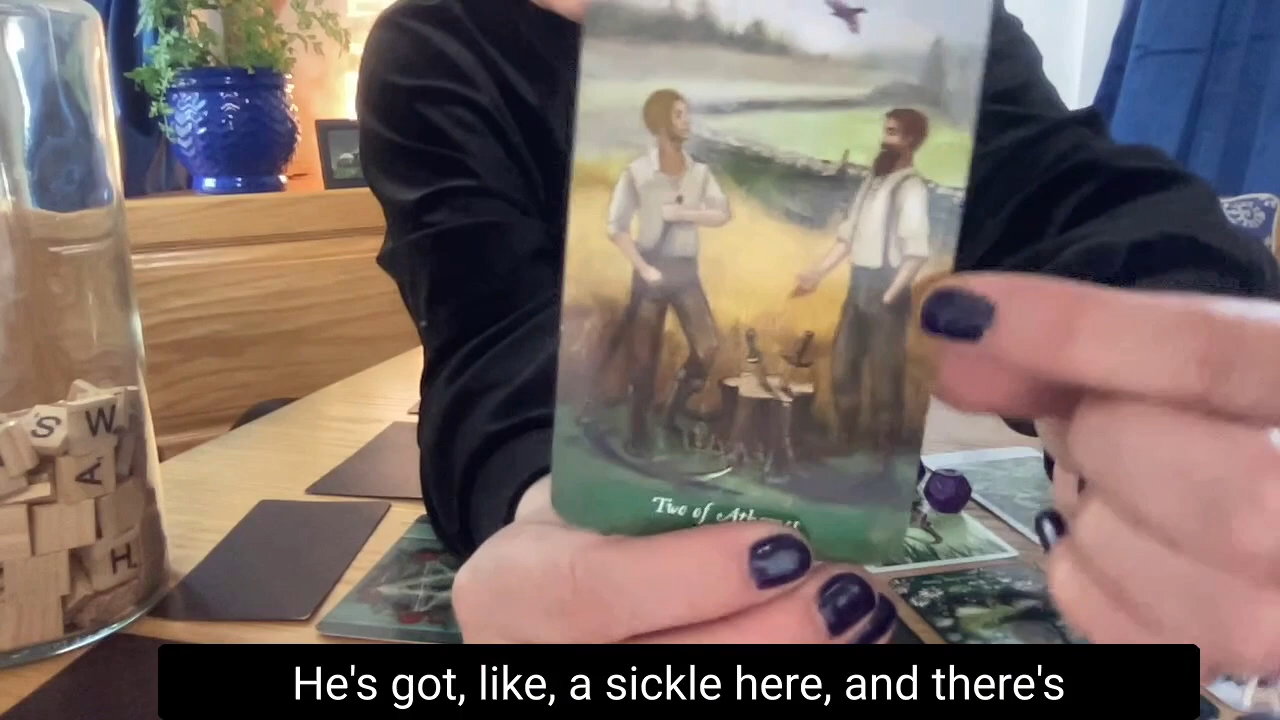 S W
A
H
Two of
He's got, like, a sickle here, and there's